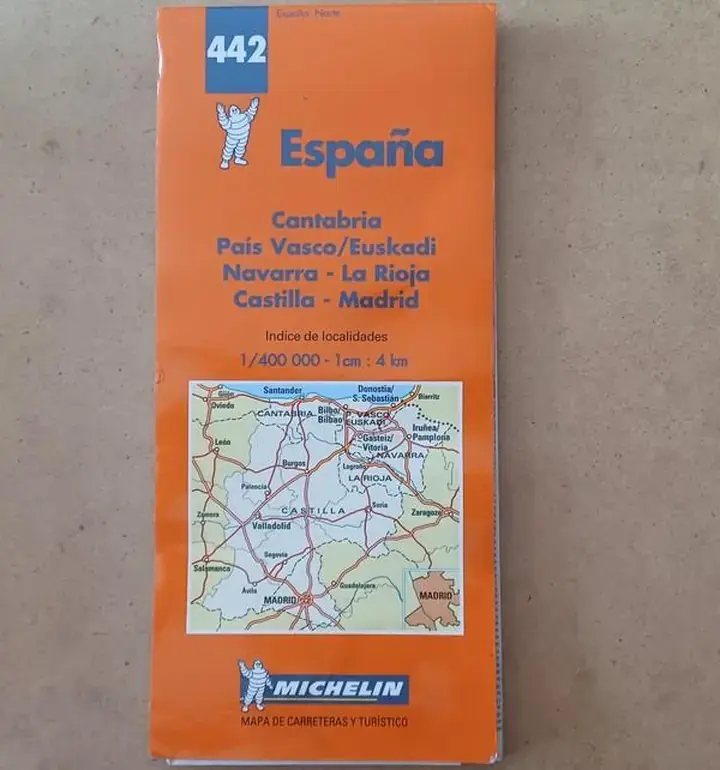 España Norte
442
España
Cantabria
País Vasco/Euskadi
Navarra - La Rioja
Castilla - Madrid
Indice de localidades
1/400 000 - 1cm : 4 km
Gijón
Oviedo
Santander
Donostia/
S. Sebastián
Biarritz
CANTABRIA
Bilbo/
Bilbao
P. VASCO
EUSKADI
Iruñea/
Pamplona
León
Gasteiz/
Vitoria
NAVARRA
Burgos
Logroño
LA RIOJA
Palencia
CASTILLA
Soria
Zaragoza
Zamora
Valladolid
Segovia
Salamanca
Ávila
Guadalajara
MADRID
MADRID
MICHELIN
MAPA DE CARRETERAS Y TURÍSTICO